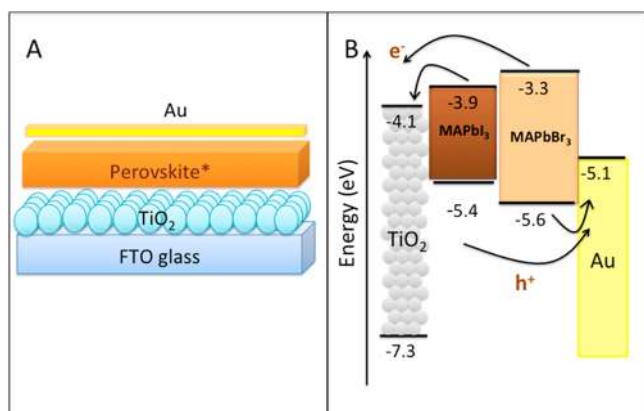 A
Au
Perovskite*
TiO2
FTO glass
B
Energy (eV)
e-
-3.3
-3.9
-4.1
MAPbI3
MAPbBr3
-5.1
-5.4
-5.6
TiO2
Au
h+
-7.3